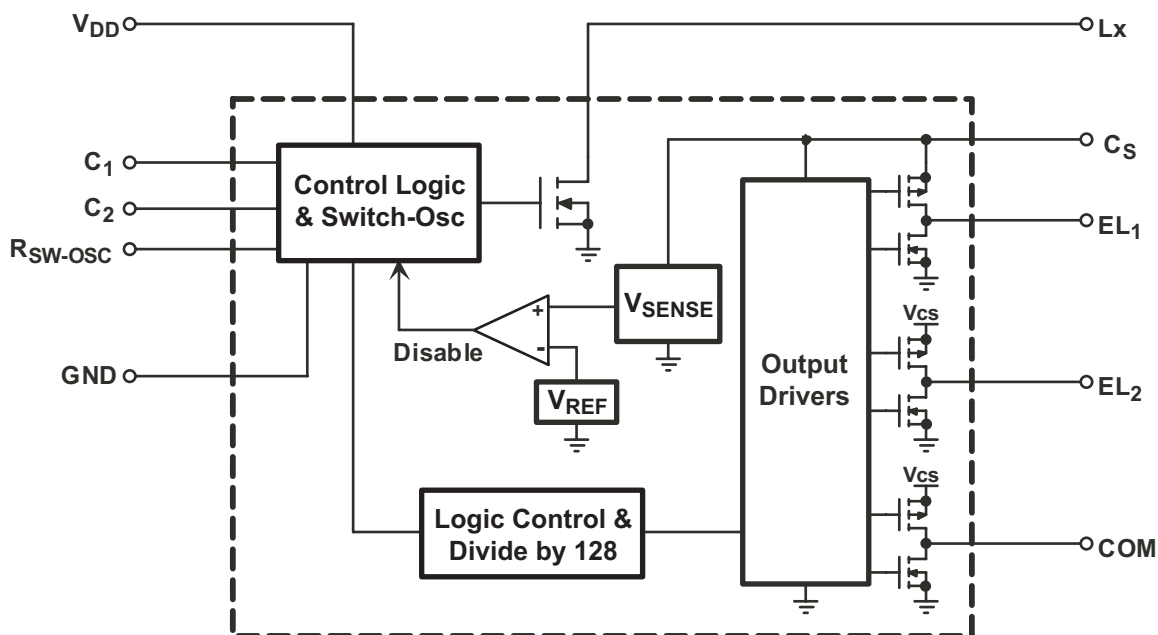 VDD
Lx
C1
Control Logic
& Switch-Osc
CS
C2
RSW-OSC
EL1
+
VSENSE
Disable
-
Vcs
GND
Output
Drivers
EL2
VREF
Vcs
Logic Control &
Divide by 128
COM